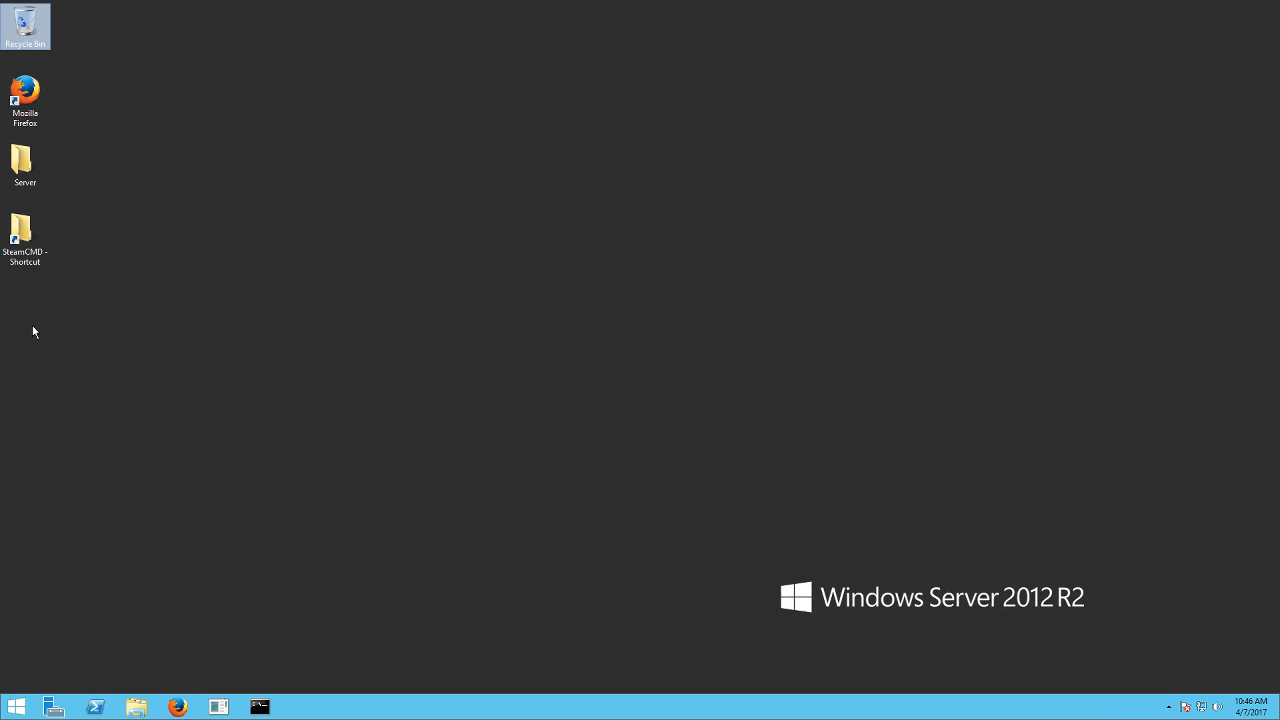 Recycle Bin
Mozilla
Firefox
Server
SteamCMD -
Shortcut
Windows Server 2012 R2
10:46 AM
4/7/2017